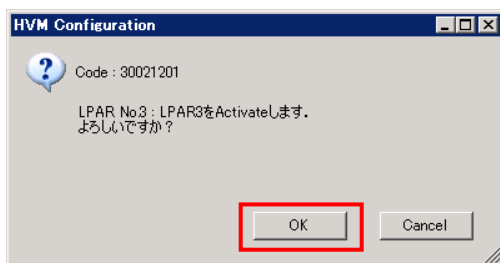 HVM Configuration
Code : 30021201
LPAR No.3 : LPAR3をActivateします.
よろしいですか？
OK
Cancel